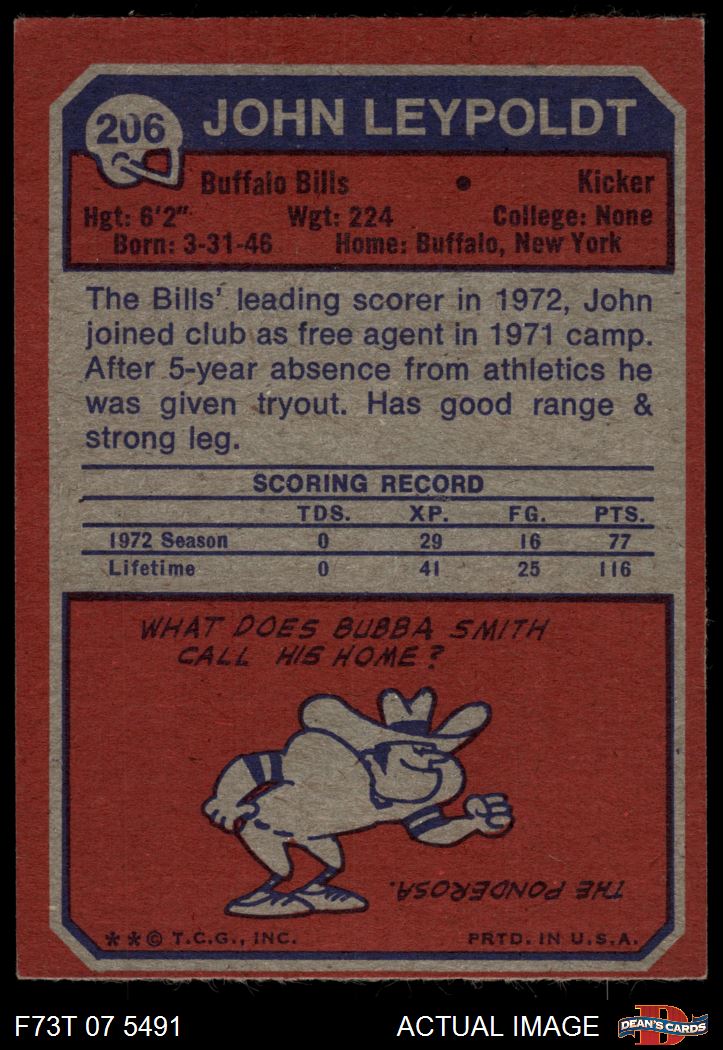 206 JOHN LEYPOLDT
Buffalo Bills • Kicker
Hgt: 6'2" Wgt: 224 College: None
Born: 3-31-46 Home: Buffalo, New York
The Bills' leading scorer in 1972, John
joined club as free agent in 1971 camp.
After 5-year absence from athletics he
was given tryout. Has good range &
strong leg.
SCORING RECORD
TDS. XP. FG. PTS.
1972 Season 0 29 16 77
Lifetime 0 41 25 116
WHAT DOES BUBBA SMITH
CALL HIS HOME?
THE PONDEROSA.
**© T.C.G., INC. PRTD. IN U.S.A.
F73T 07 5491 ACTUAL IMAGE D DEAN'S CARDS